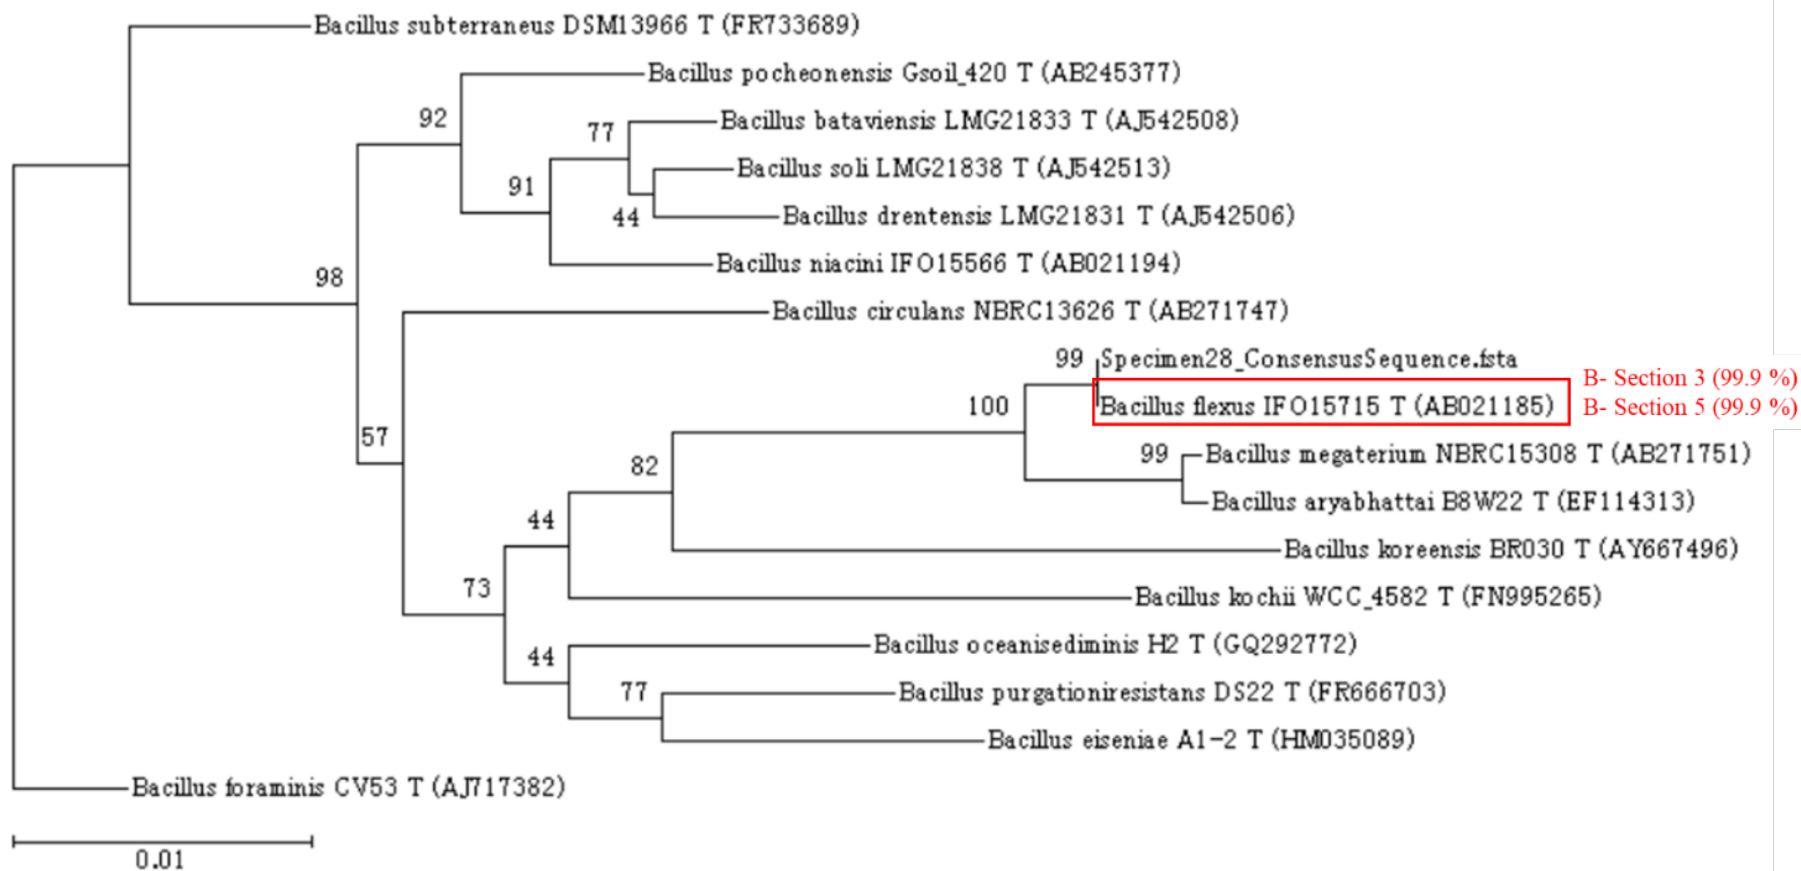 Bacillus subterraneus DSM13966 T (FR733689)
Bacillus pocheonensis Gsoil_420 T (AB245377)
92
Bacillus bataviensis LMG21833 T (AJ542508)
77
Bacillus soli LMG21838 T (AJ542513)
91
Bacillus drentensis LMG21831 T (AJ542506)
44
Bacillus niacini IFO15566 T (AB021194)
98
Bacillus circulans NBRC13626 T (AB271747)
99
Specimen28_ConsensusSequence.fsta
B- Section 3 (99.9 %)
100
Bacillus flexus IFO15715 T (AB021185)
B- Section 5 (99.9 %)
57
99
Bacillus megaterium NBRC15308 T (AB271751)
82
Bacillus aryabhattai B8W22 T (EF114313)
44
Bacillus koreensis BR030 T (AY667496)
73
Bacillus kochii WCC_4582 T (FN995265)
Bacillus oceanisediminis H2 T (GQ292772)
44
77
Bacillus purgationiresistans DS22 T (FR666703)
Bacillus eiseniae A1-2 T (HM035089)
Bacillus foraminis CV53 T (AJ717382)
0.01